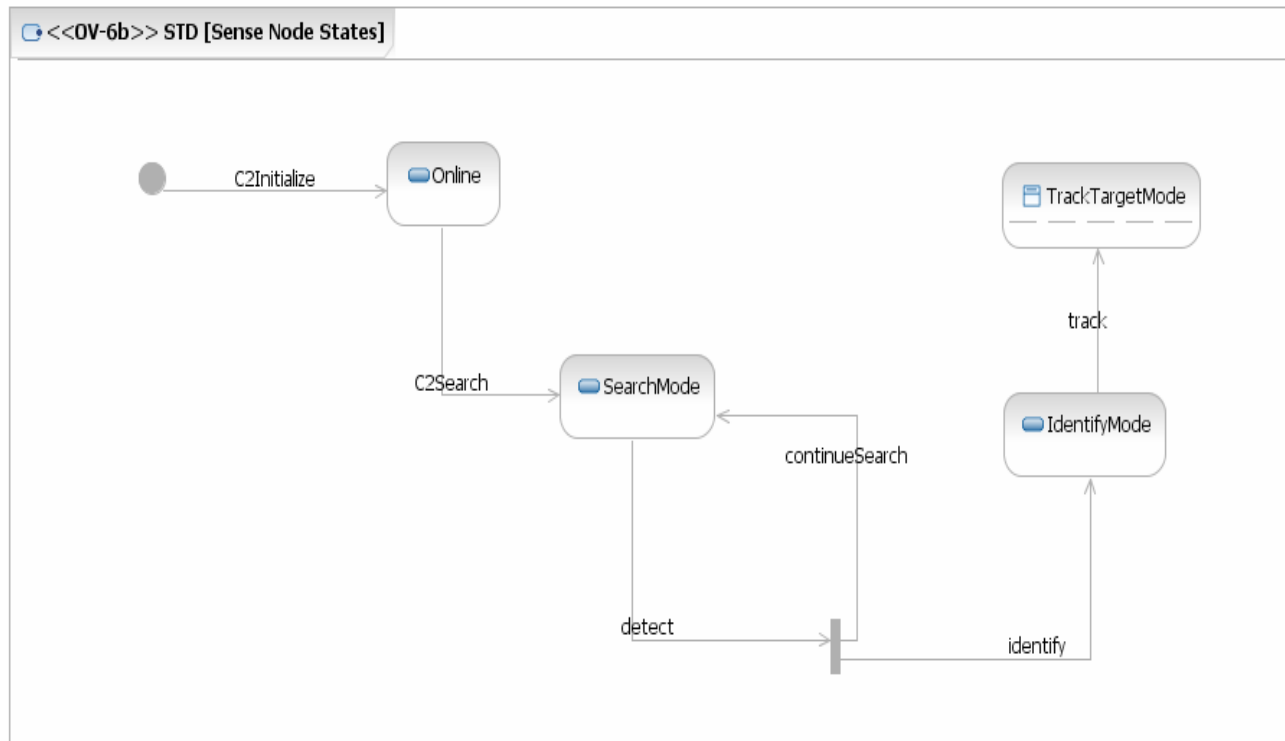 <<OV-6b>> STD [Sense Node States]
C2Initialize
Online
TrackTargetMode
track
C2Search
SearchMode
IdentifyMode
continueSearch
detect
identify